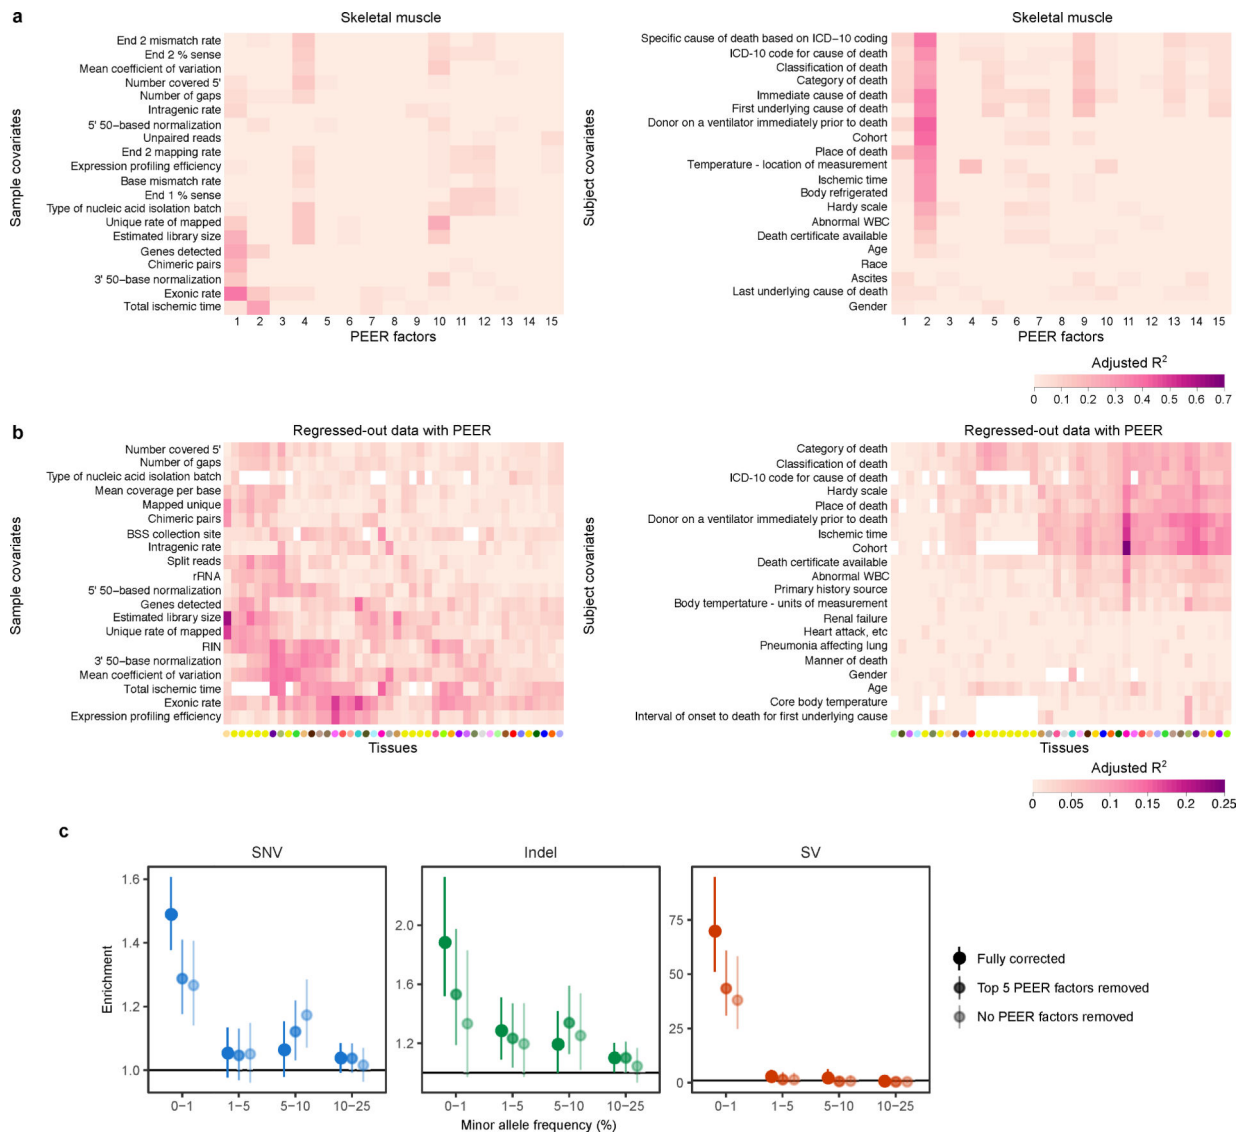 a
Skeletal muscle
Sample covariates
End 2 mismatch rate
End 2 % sense
Mean coefficient of variation
Number covered 5'
Number of gaps
Intragenic rate
5' 50−based normalization
Unpaired reads
End 2 mapping rate
Expression profiling efficiency
Base mismatch rate
End 1 % sense
Type of nucleic acid isolation batch
Unique rate of mapped
Estimated library size
Genes detected
Chimeric pairs
3' 50−base normalization
Exonic rate
Total ischemic time
1 2 3 4 5 6 7 8 9 10 11 12 13 14 15
PEER factors
Skeletal muscle
Subject covariates
Specific cause of death based on ICD−10 coding
ICD-10 code for cause of death
Classification of death
Category of death
Immediate cause of death
First underlying cause of death
Donor on a ventilator immediately prior to death
Cohort
Place of death
Temperature - location of measurement
Ischemic time
Body refrigerated
Hardy scale
Abnormal WBC
Death certificate available
Age
Race
Ascites
Last underlying cause of death
Gender
1 2 3 4 5 6 7 8 9 10 11 12 13 14 15
PEER factors
Adjusted R²
0 0.1 0.2 0.3 0.4 0.5 0.6 0.7
b
Regressed-out data with PEER
Sample covariates
Number covered 5'
Number of gaps
Type of nucleic acid isolation batch
Mean coverage per base
Mapped unique
Chimeric pairs
BSS collection site
Intragenic rate
Split reads
rRNA
5' 50−based normalization
Genes detected
Estimated library size
Unique rate of mapped
RIN
3' 50−base normalization
Mean coefficient of variation
Total ischemic time
Exonic rate
Expression profiling efficiency
Tissues
Regressed-out data with PEER
Subject covariates
Category of death
Classification of death
ICD-10 code for cause of death
Hardy scale
Place of death
Donor on a ventilator immediately prior to death
Ischemic time
Cohort
Death certificate available
Abnormal WBC
Primary history source
Body tempertature - units of measurement
Renal failure
Heart attack, etc
Pneumonia affecting lung
Manner of death
Gender
Age
Core body temperature
Interval of onset to death for first underlying cause
Tissues
Adjusted R²
0 0.05 0.1 0.15 0.2 0.25
c
SNV
Indel
SV
Enrichment
1.6
1.4
1.2
1.0
2.0
1.6
1.2
75
50
25
0
0−1 1−5 5−10 10−25
0−1 1−5 5−10 10−25
0−1 1−5 5−10 10−25
Minor allele frequency (%)
Fully corrected
Top 5 PEER factors removed
No PEER factors removed